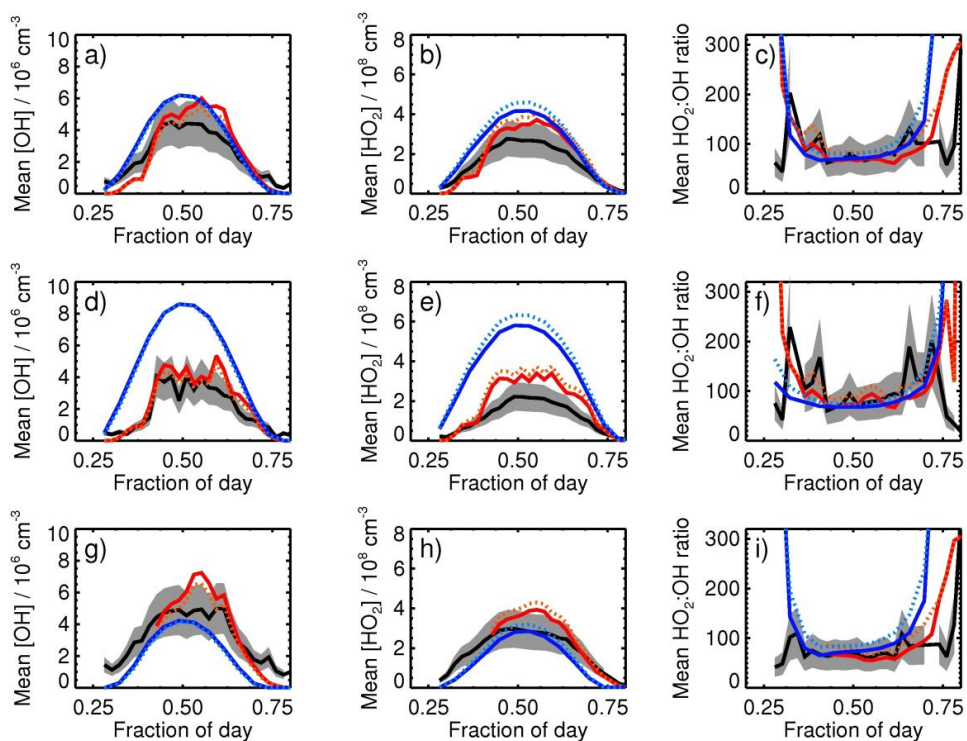 a)
Mean [OH] / 10⁶ cm⁻³
10
8
6
4
2
0
0.25 0.50 0.75
Fraction of day
b)
Mean [HO₂] / 10⁸ cm⁻³
8
6
4
2
0
0.25 0.50 0.75
Fraction of day
c)
Mean HO₂:OH ratio
300
200
100
0
0.25 0.50 0.75
Fraction of day
d)
Mean [OH] / 10⁶ cm⁻³
10
8
6
4
2
0
0.25 0.50 0.75
Fraction of day
e)
Mean [HO₂] / 10⁸ cm⁻³
8
6
4
2
0
0.25 0.50 0.75
Fraction of day
f)
Mean HO₂:OH ratio
300
200
100
0
0.25 0.50 0.75
Fraction of day
g)
Mean [OH] / 10⁶ cm⁻³
10
8
6
4
2
0
0.25 0.50 0.75
Fraction of day
h)
Mean [HO₂] / 10⁸ cm⁻³
8
6
4
2
0
0.25 0.50 0.75
Fraction of day
i)
Mean HO₂:OH ratio
300
200
100
0
0.25 0.50 0.75
Fraction of day